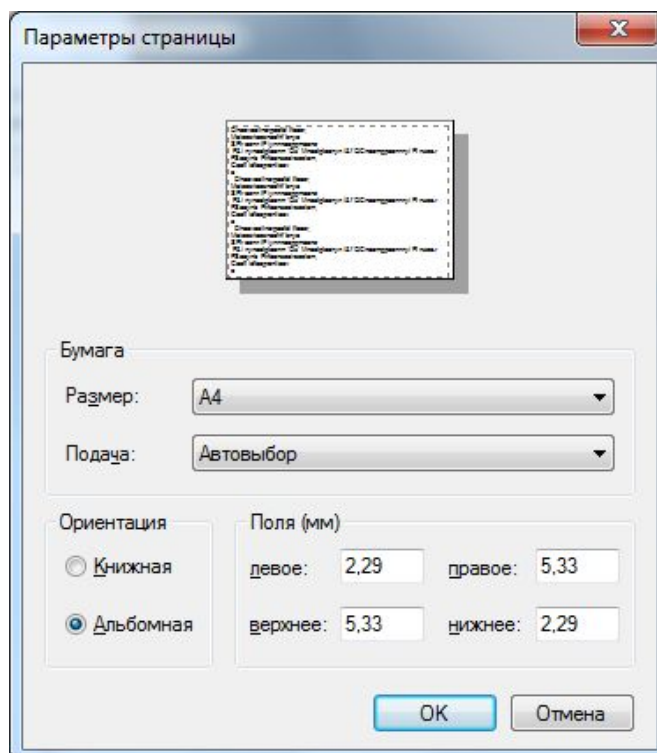 Параметры страницы
Бумага
Размер: A4
Подача: Автовыбор
Ориентация
Книжная
Альбомная
Поля (мм)
левое: 2,29 правое: 5,33
верхнее: 5,33 нижнее: 2,29
OK Отмена